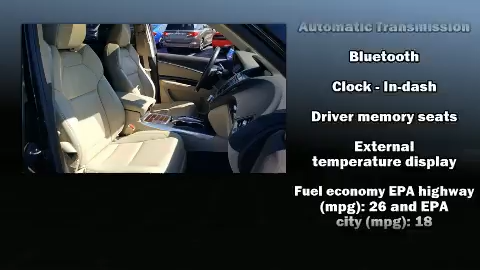 Automatic Transmission
Bluetooth
Clock - In-dash
Driver memory seats
External
temperature display
Fuel economy EPA highway
(mpg): 26 and EPA
city (mpg): 18